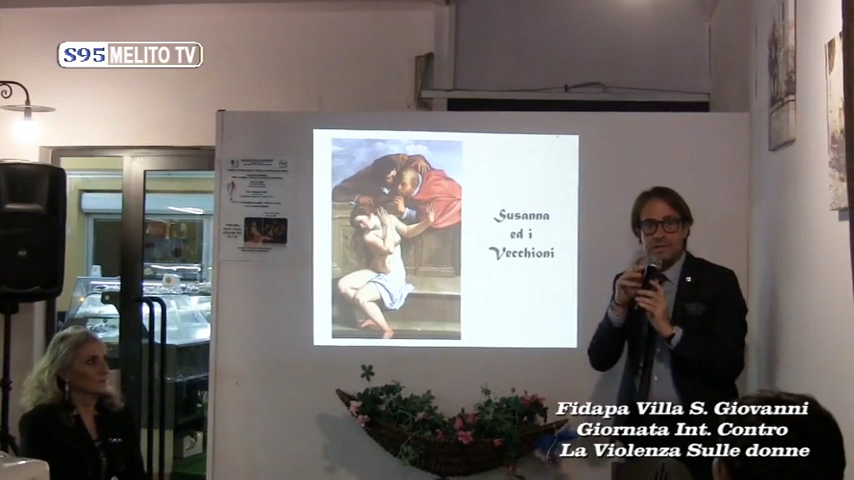 S95 MELITO TV
Susanna
ed i
Vecchioni
Fidapa Villa S. Giovanni
Giornata Int. Contro
La Violenza Sulle donne